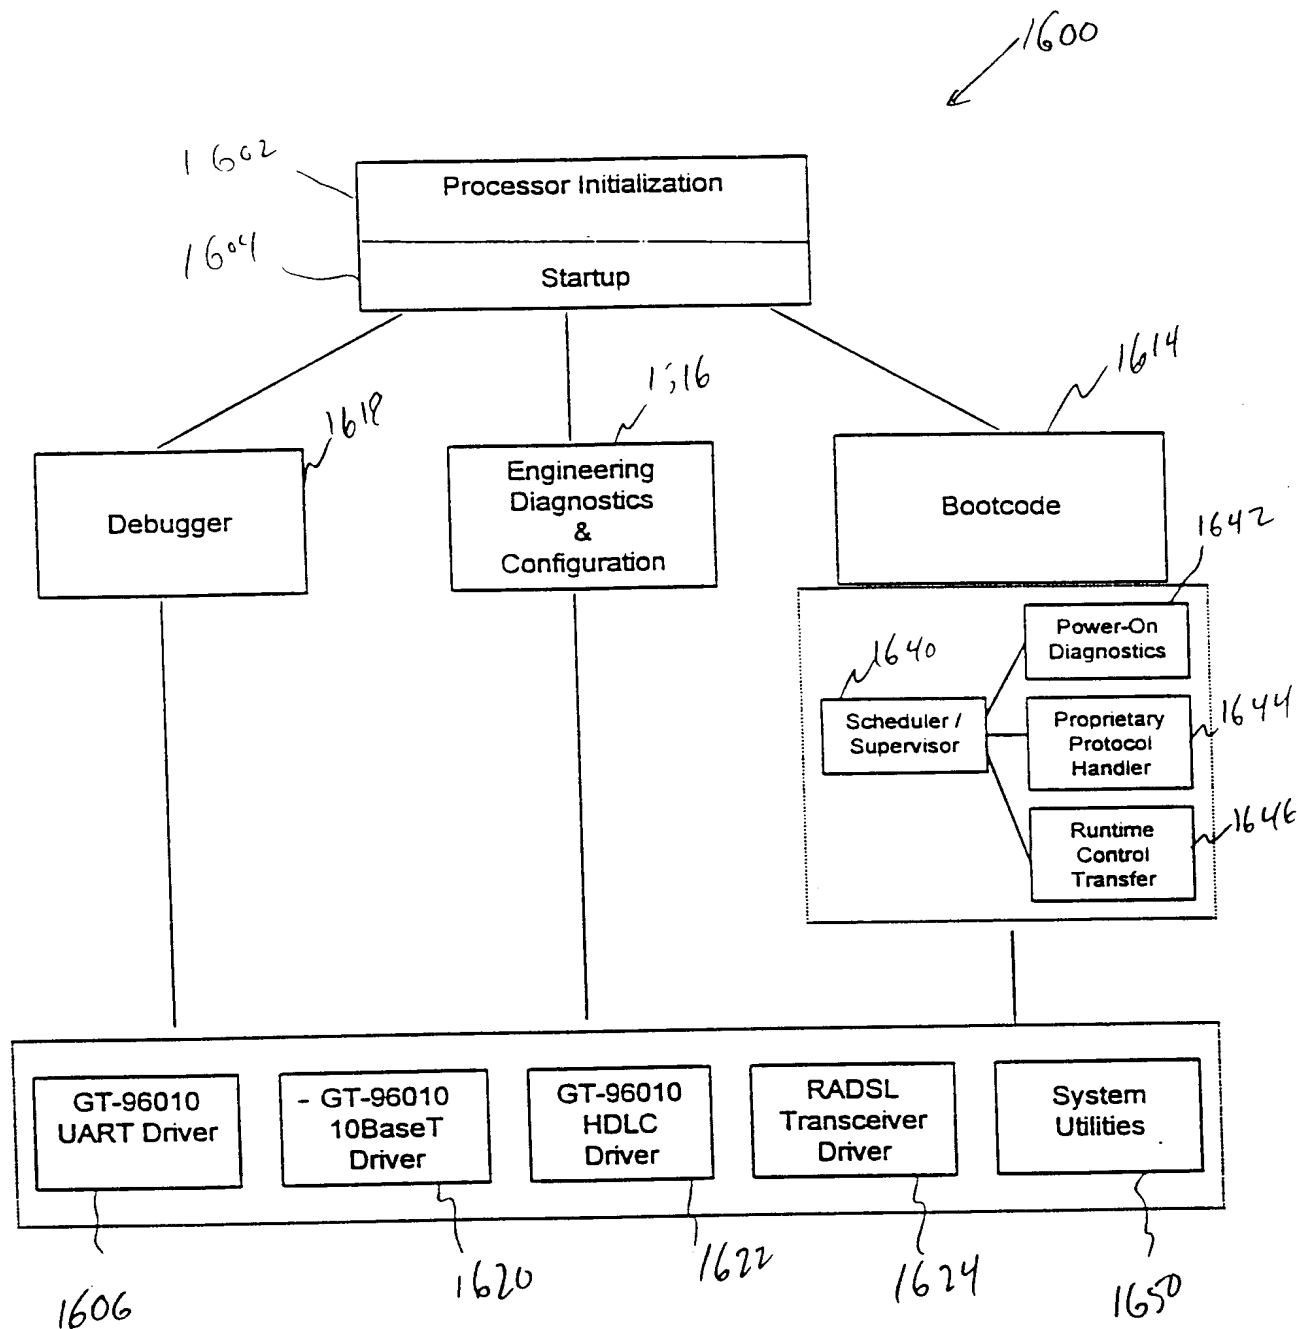 1600
1602
Processor Initialization
1604
Startup
1614
1618
Debugger
Engineering
Diagnostics
&
Configuration
Bootcode
1642
Power-On
Diagnostics
1640
Scheduler /
Supervisor
1644
Proprietary
Protocol
Handler
1646
Runtime
Control
Transfer
GT-96010
UART Driver
- GT-96010
10BaseT
Driver
GT-96010
HDLC
Driver
RADSL
Transceiver
Driver
System
Utilities
1606
1620
1622
1624
1650